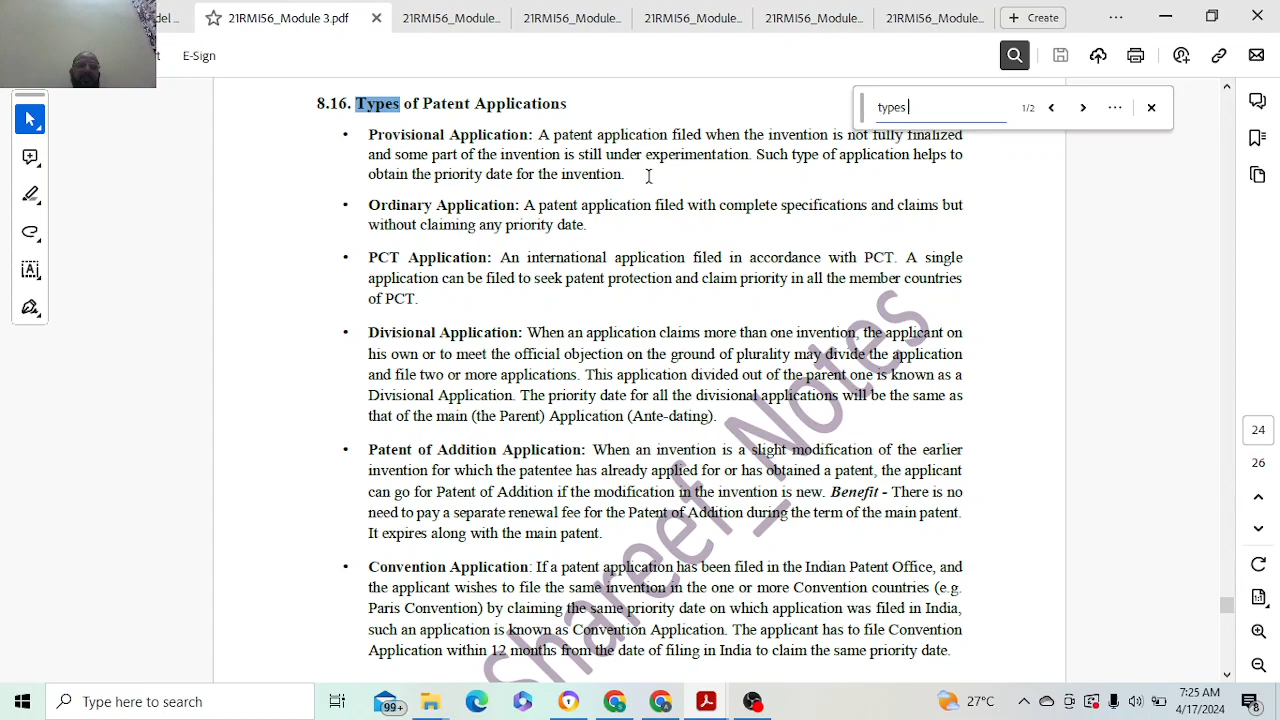 del ...
21RMI56_Module 3.pdf
21RMI56_Module...
21RMI56_Module...
21RMI56_Module...
21RMI56_Module...
21RMI56_Module...
Create
E-Sign
types
1/2
8.16. Types of Patent Applications
• Provisional Application: A patent application filed when the invention is not fully finalized
and some part of the invention is still under experimentation. Such type of application helps to
obtain the priority date for the invention.
• Ordinary Application: A patent application filed with complete specifications and claims but
without claiming any priority date.
• PCT Application: An international application filed in accordance with PCT. A single
application can be filed to seek patent protection and claim priority in all the member countries
of PCT.
• Divisional Application: When an application claims more than one invention, the applicant on
his own or to meet the official objection on the ground of plurality may divide the application
and file two or more applications. This application divided out of the parent one is known as a
Divisional Application. The priority date for all the divisional applications will be the same as
that of the main (the Parent) Application (Ante-dating).
• Patent of Addition Application: When an invention is a slight modification of the earlier
invention for which the patentee has already applied for or has obtained a patent, the applicant
can go for Patent of Addition if the modification in the invention is new. Benefit - There is no
need to pay a separate renewal fee for the Patent of Addition during the term of the main patent.
It expires along with the main patent.
• Convention Application: If a patent application has been filed in the Indian Patent Office, and
the applicant wishes to file the same invention in the one or more Convention countries (e.g.
Paris Convention) by claiming the same priority date on which application was filed in India,
such an application is known as Convention Application. The applicant has to file Convention
Application within 12 months from the date of filing in India to claim the same priority date.
Shareef_Notes
24
26
Type here to search
99+
27°C
7:25 AM
4/17/2024
8